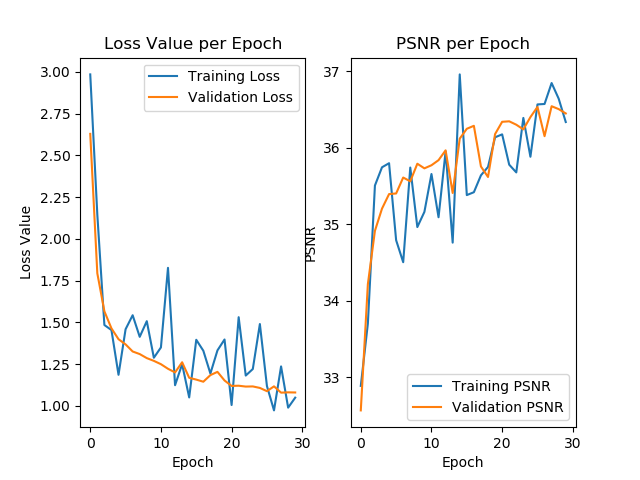 Loss Value per Epoch
Training Loss
Validation Loss
3.00
2.75
2.50
2.25
2.00
1.75
1.50
1.25
1.00
Loss Value
0
10
20
30
Epoch
PSNR per Epoch
37
36
35
34
33
PSNR
Training PSNR
Validation PSNR
0
10
20
30
Epoch